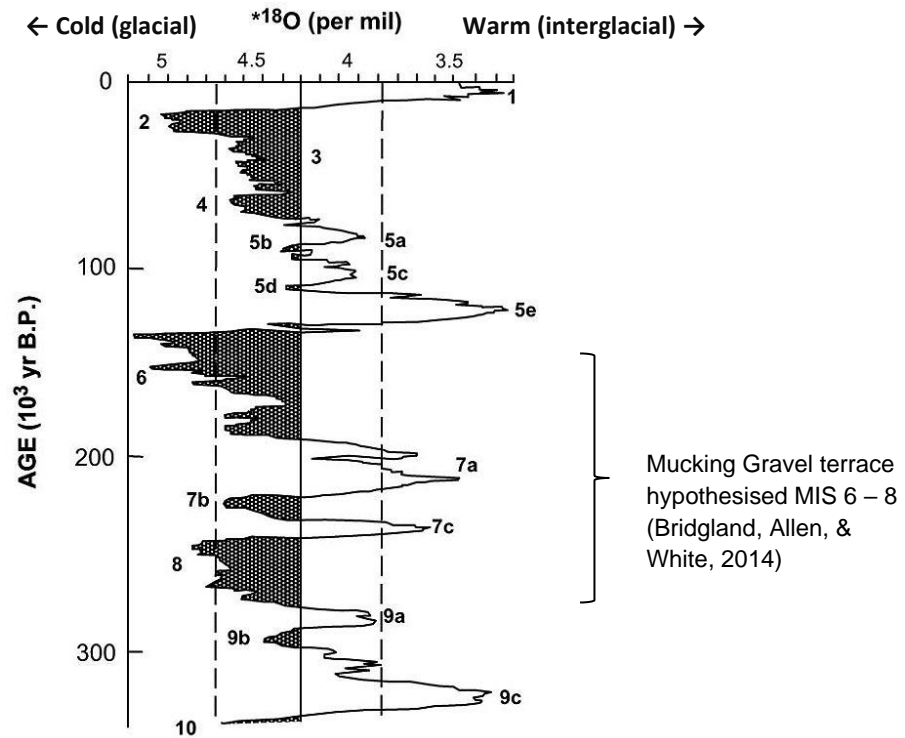 *18O (per mil)
← Cold (glacial) Warm (interglacial) →
5 4.5 4 3.5
0
1
2
3
4
5b 5a
100
5c
5d
5e
6
200
7a
7b
7c
8
9a
9b
300
9c
10
AGE (10³ yr B.P.)
Mucking Gravel terrace
hypothesised MIS 6 – 8
(Bridgland, Allen, &
White, 2014)